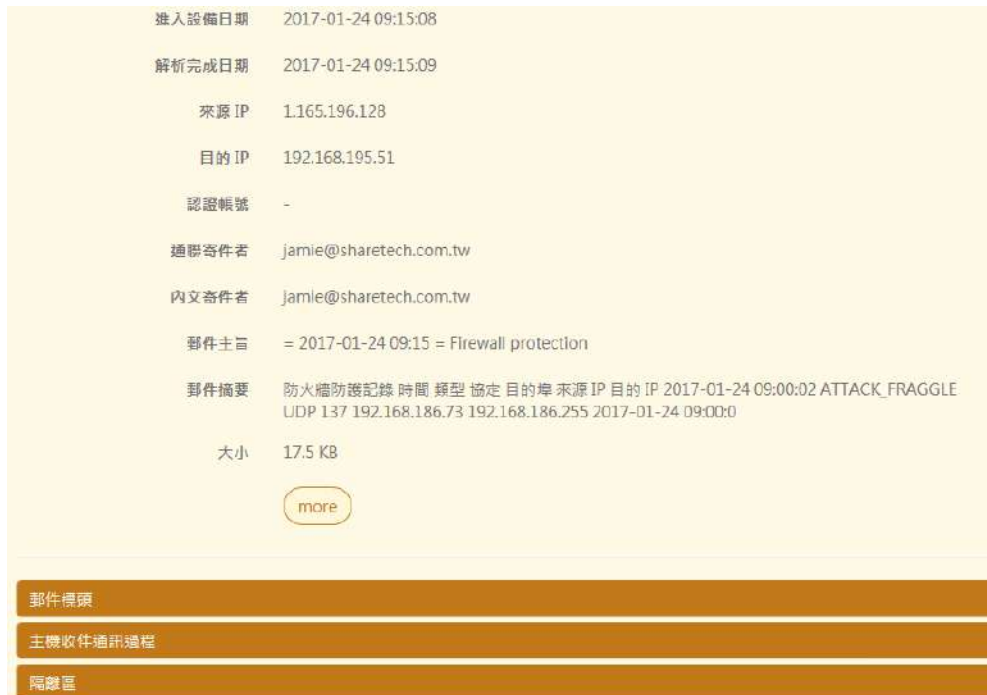 進入設備日期 2017-01-24 09:15:08
解析完成日期 2017-01-24 09:15:09
來源 IP 1.165.196.128
目的 IP 192.168.195.51
認證帳號 -
通聯寄件者 jamie@sharetech.com.tw
內文寄件者 jamie@sharetech.com.tw
郵件主旨 = 2017-01-24 09:15 = Firewall protection
郵件摘要 防火牆防護記錄 時間 類型 協定 目的埠 來源 IP 目的 IP 2017-01-24 09:00:02 ATTACK_FRAGGLE
UDP 137 192.168.186.73 192.168.186.255 2017-01-24 09:00:0
大小 17.5 KB
more
郵件標頭
主機收件通訊過程
隔離區